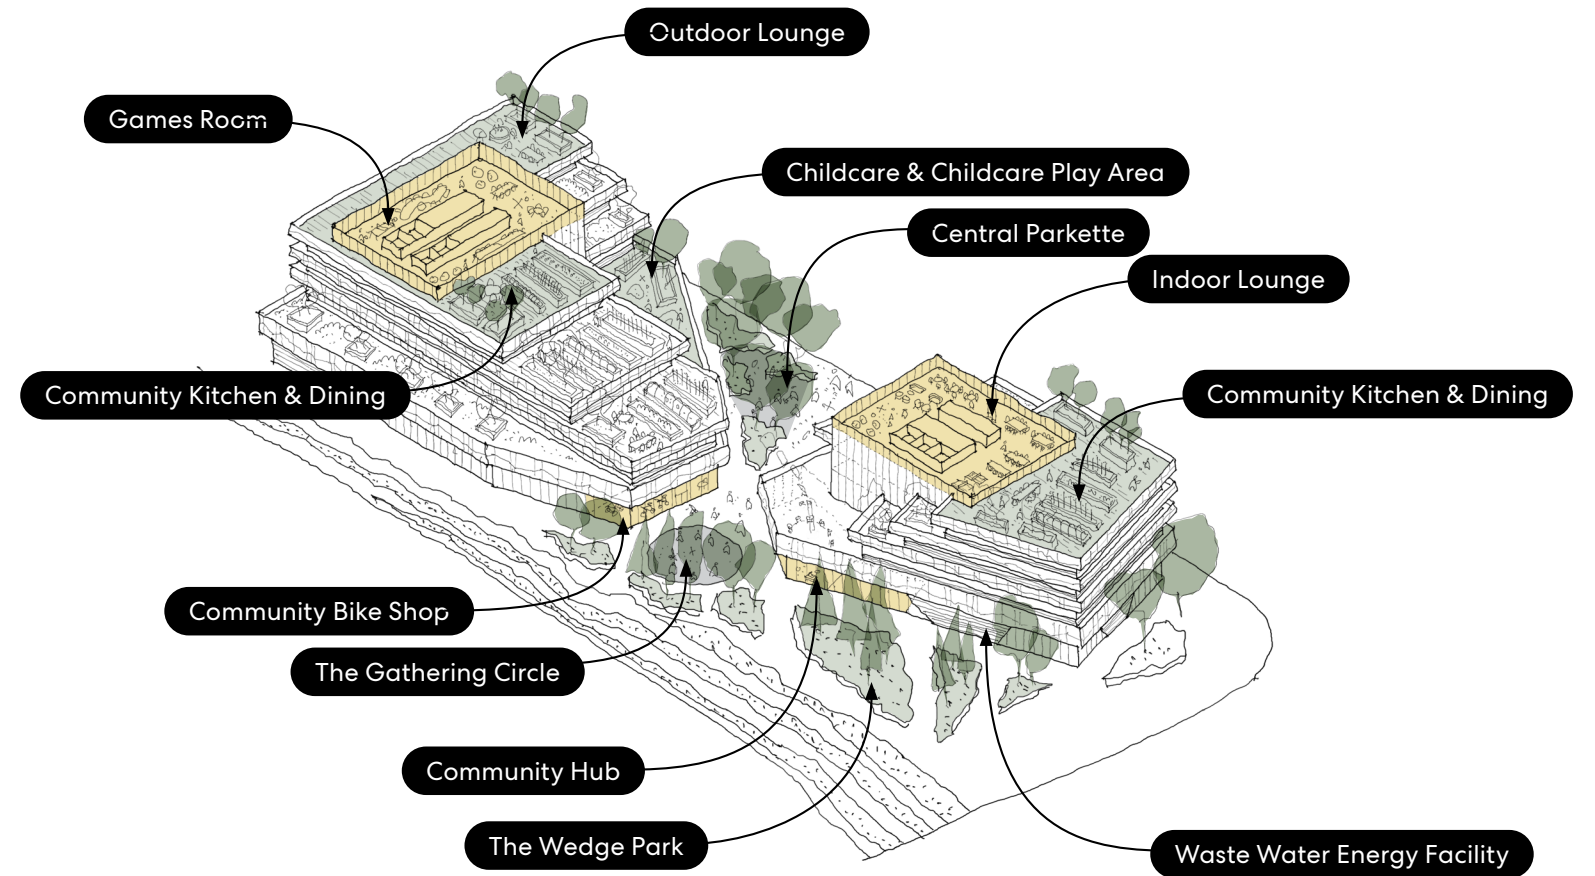 Outdoor Lounge
Games Room
Childcare & Childcare Play Area
Central Parkette
Indoor Lounge
Community Kitchen & Dining
Community Kitchen & Dining
Community Bike Shop
The Gathering Circle
Community Hub
The Wedge Park
Waste Water Energy Facility